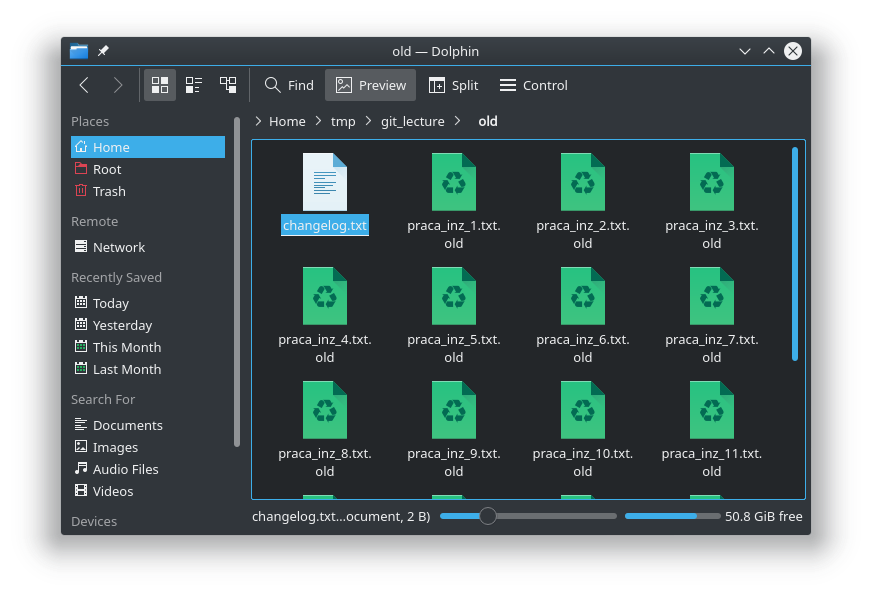 old — Dolphin
Find
Preview
Split
Control
Places
Home
Root
Trash
Remote
Network
Recently Saved
Today
Yesterday
This Month
Last Month
Search For
Documents
Images
Audio Files
Videos
Devices
Home
tmp
git_lecture
old
changelog.txt
praca_inz_1.txt.
old
praca_inz_2.txt.
old
praca_inz_3.txt.
old
praca_inz_4.txt.
old
praca_inz_5.txt.
old
praca_inz_6.txt.
old
praca_inz_7.txt.
old
praca_inz_8.txt.
old
praca_inz_9.txt.
old
praca_inz_10.txt.
old
praca_inz_11.txt.
old
changelog.txt...ocument, 2 B)
50.8 GiB free